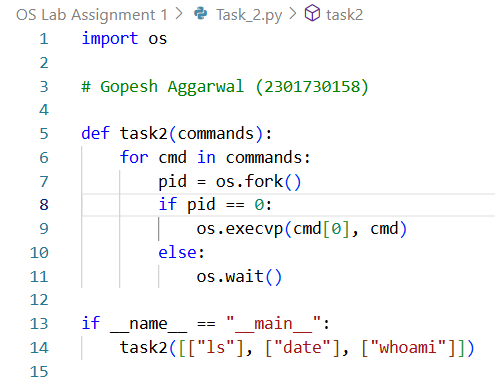 OS Lab Assignment 1 > Task_2.py > task2
1 import os
2
3 # Gopesh Aggarwal (2301730158)
4
5 def task2(commands):
6     for cmd in commands:
7         pid = os.fork()
8         if pid == 0:
9             os.execvp(cmd[0], cmd)
10         else:
11             os.wait()
12
13 if __name__ == "__main__":
14     task2([["ls"], ["date"], ["whoami"]])
15